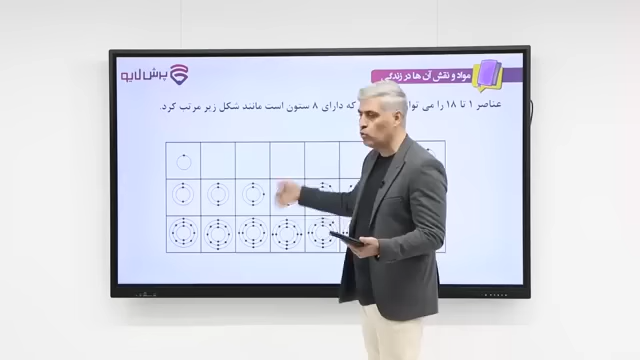 مواد و نقش آن ها در زندگی
پرش لایو
عناصر ۱ تا ۱۸ را می که دارای ۸ ستون است مانند شکل زیر مرتب کرد.